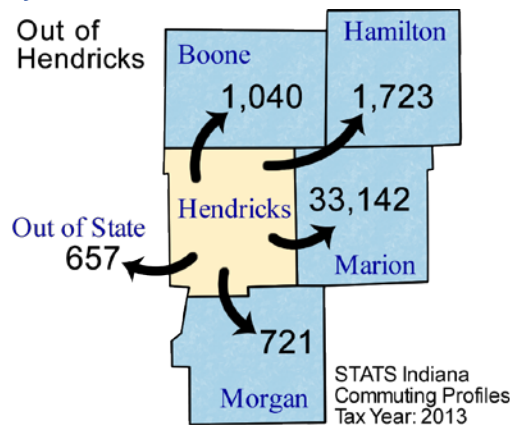 Out of
Hendricks
Hamilton
Boone
1,040
1,723
Hendricks
33,142
Out of State
657
Marion
721
Morgan
STATS Indiana
Commuting Profiles
Tax Year: 2013